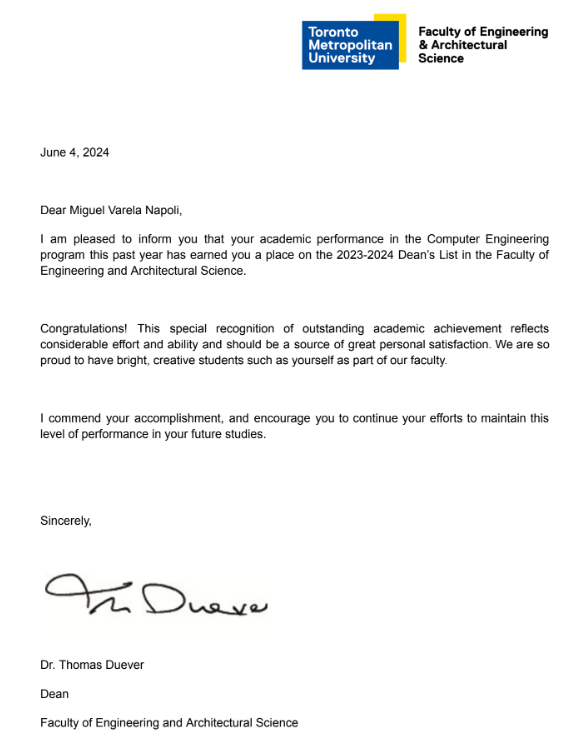 Toronto
Metropolitan
University
Faculty of Engineering
& Architectural
Science
June 4, 2024
Dear Miguel Varela Napoli,
I am pleased to inform you that your academic performance in the Computer Engineering
program this past year has earned you a place on the 2023-2024 Dean's List in the Faculty of
Engineering and Architectural Science.
Congratulations! This special recognition of outstanding academic achievement reflects
considerable effort and ability and should be a source of great personal satisfaction. We are so
proud to have bright, creative students such as yourself as part of our faculty.
I commend your accomplishment, and encourage you to continue your efforts to maintain this
level of performance in your future studies.
Sincerely,
Duever
Dr. Thomas Duever
Dean
Faculty of Engineering and Architectural Science